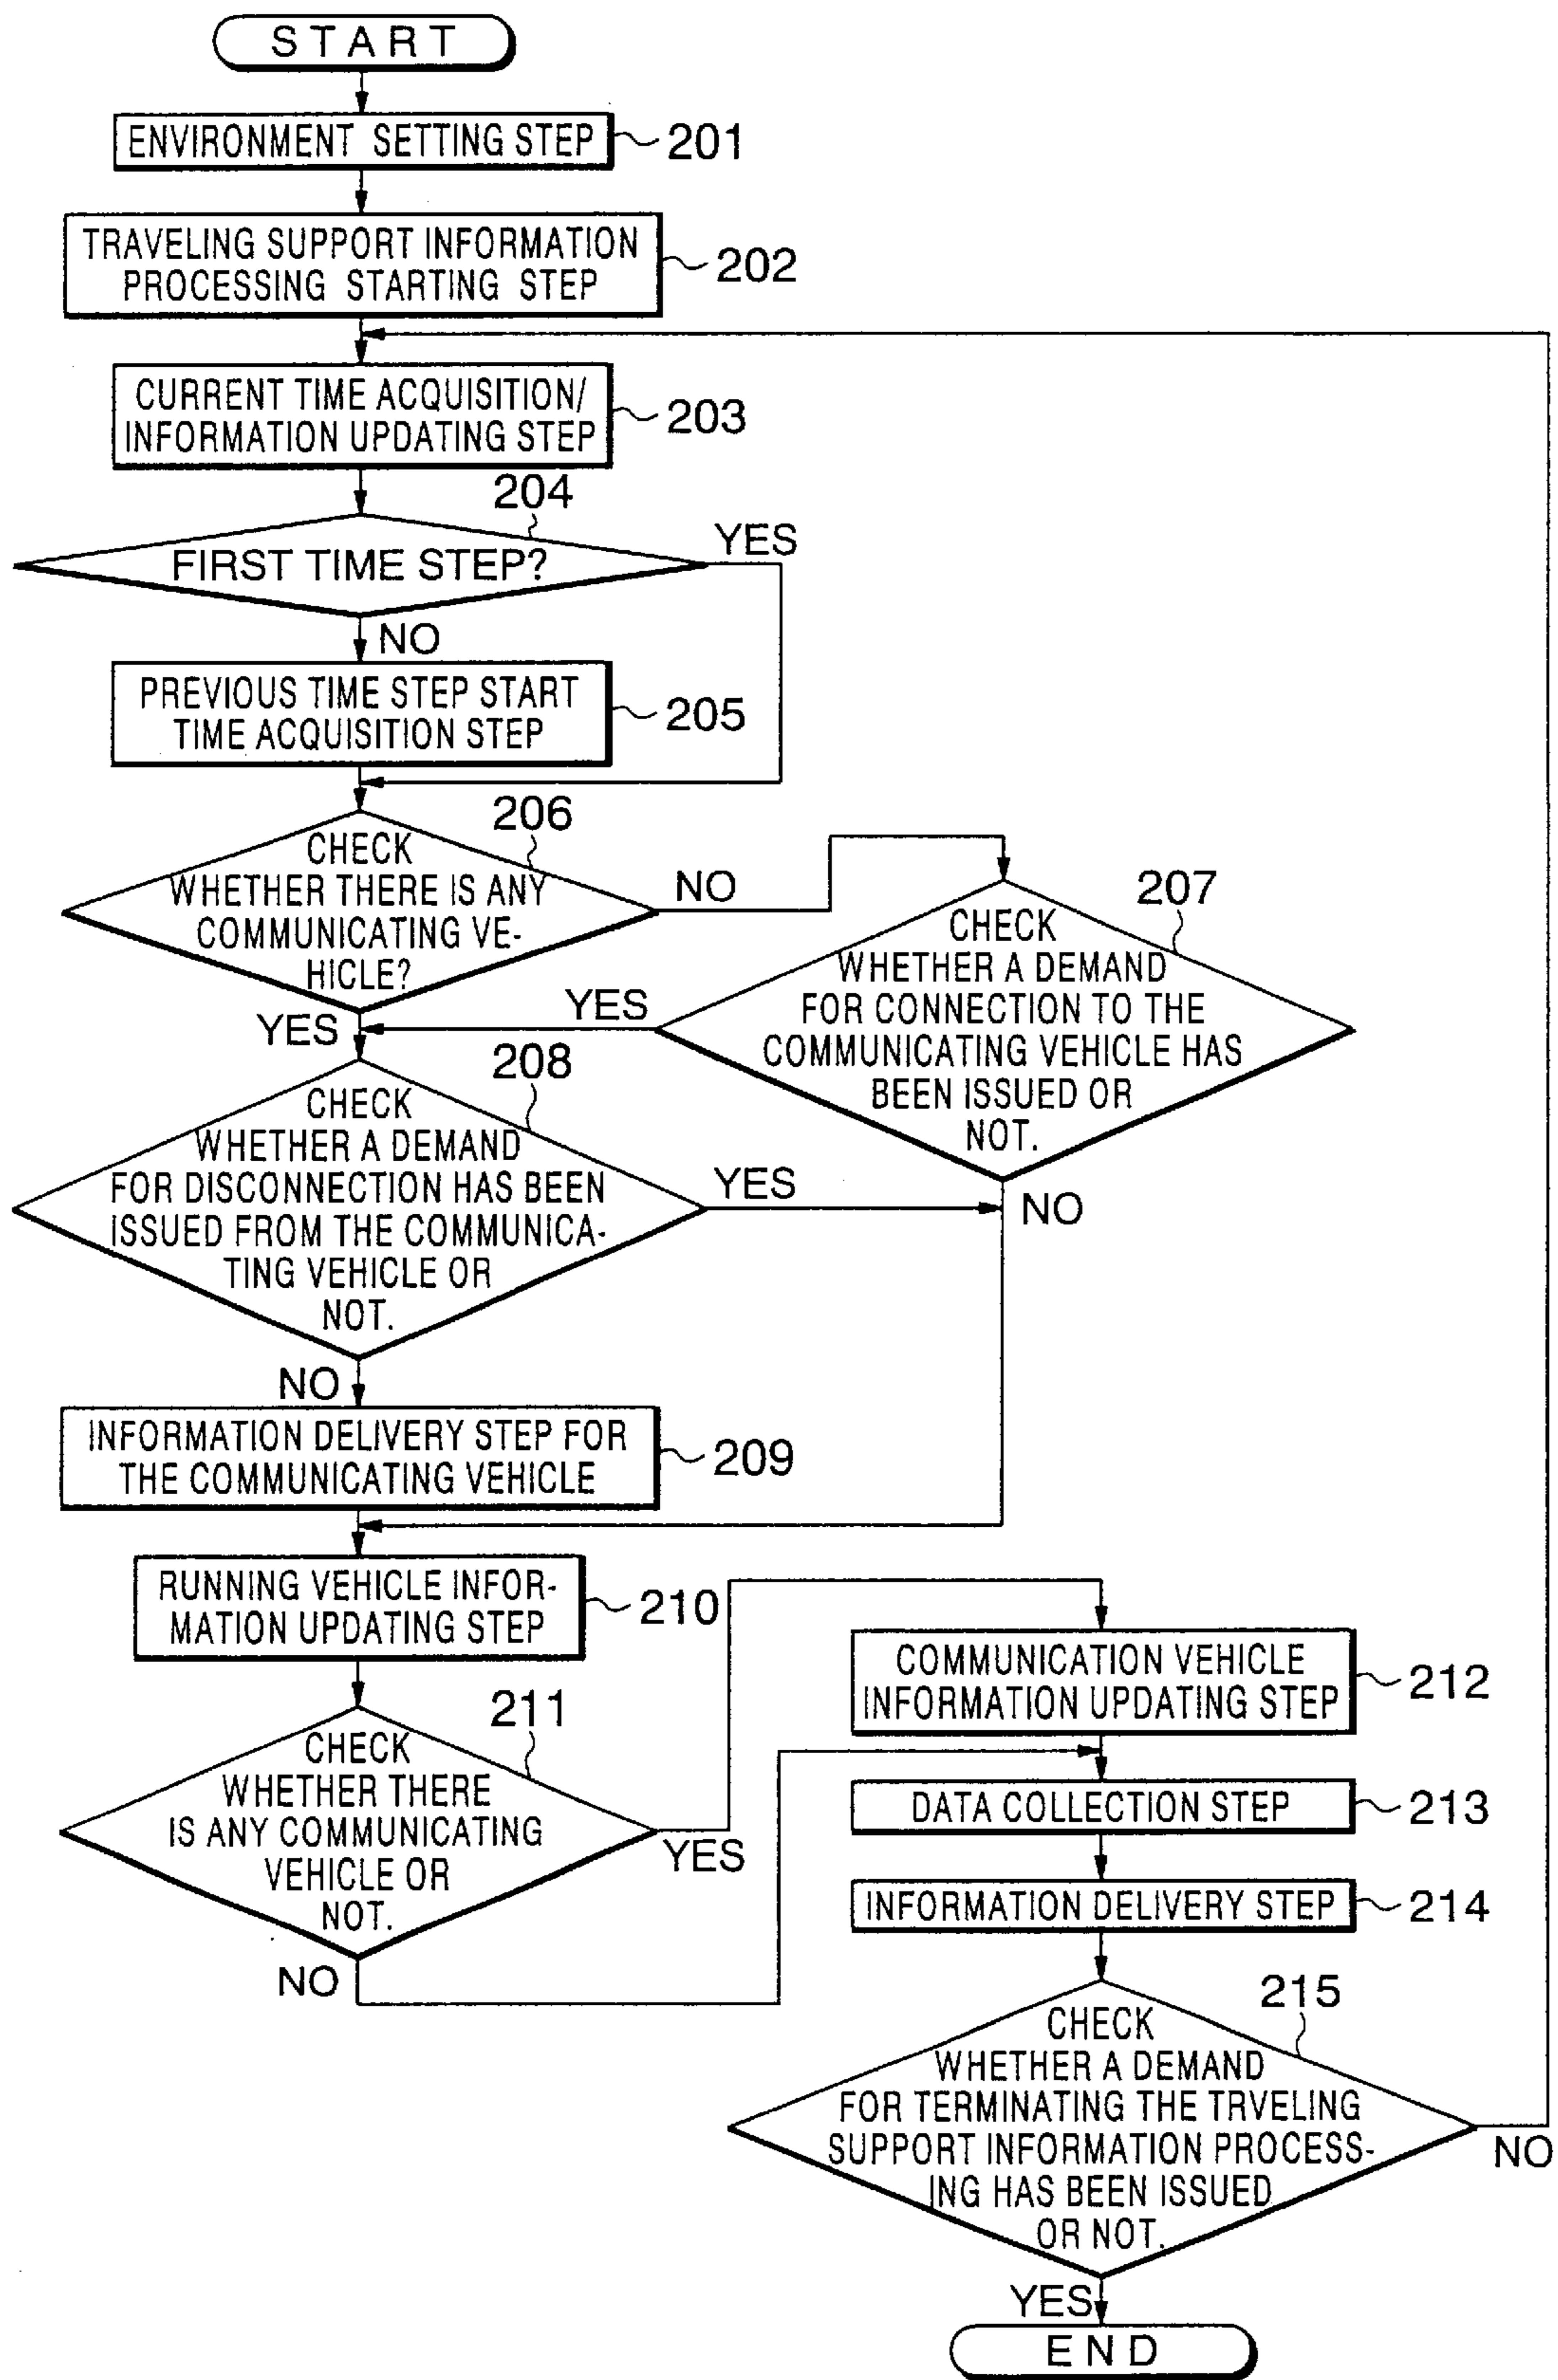 START
ENVIRONMENT SETTING STEP
201
TRAVELING SUPPORT INFORMATION
PROCESSING STARTING STEP
202
CURRENT TIME ACQUISITION/
INFORMATION UPDATING STEP
203
204
FIRST TIME STEP?
YES
NO
PREVIOUS TIME STEP START
TIME ACQUISITION STEP
205
206
CHECK
WHETHER THERE IS ANY
COMMUNICATING VE-
HICLE?
NO
YES
207
CHECK
WHETHER A DEMAND
FOR CONNECTION TO THE
COMMUNICATING VEHICLE HAS
BEEN ISSUED OR
NOT.
YES
NO
208
CHECK
WHETHER A DEMAND
FOR DISCONNECTION HAS BEEN
ISSUED FROM THE COMMUNICA-
TING VEHICLE OR
NOT.
YES
NO
INFORMATION DELIVERY STEP FOR
THE COMMUNICATING VEHICLE
209
RUNNING VEHICLE INFOR-
MATION UPDATING STEP
210
211
CHECK
WHETHER THERE
IS ANY COMMUNICATING
VEHICLE OR
NOT.
YES
NO
COMMUNICATION VEHICLE
INFORMATION UPDATING STEP
212
DATA COLLECTION STEP
213
INFORMATION DELIVERY STEP
214
215
CHECK
WHETHER A DEMAND
FOR TERMINATING THE TRVELING
SUPPORT INFORMATION PROCESS-
ING HAS BEEN ISSUED
OR NOT.
NO
YES
END